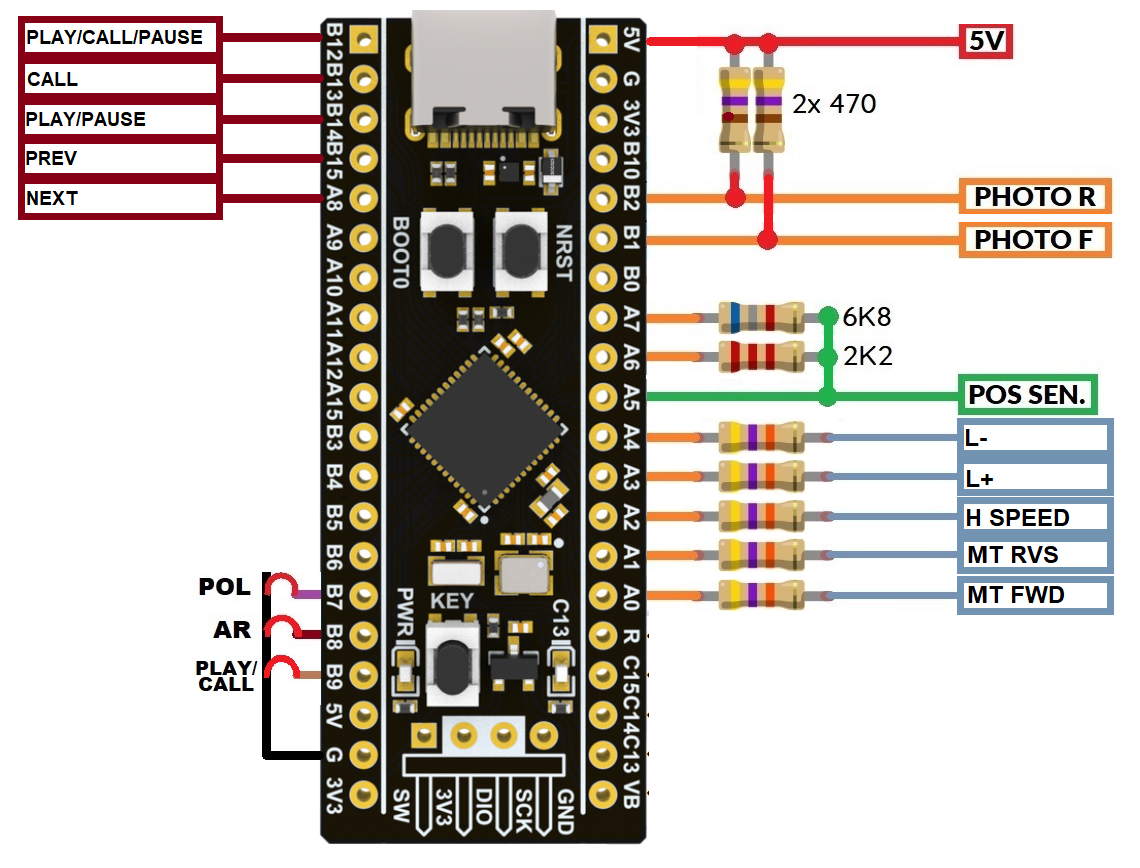 PLAY/CALL/PAUSE
CALL
PLAY/PAUSE
PREV
NEXT
POL
AR
PLAY/
CALL
B12
B13
B14
B15
A8
A9
A10
A11
A12
A15
B3
B4
B5
B6
B7
B8
B9
5V
G
3V3
BOOT0
NRST
PWR
KEY
C13
SW
3V3
DIO
SCK
GND
5V
G
3V3
B10
B2
B1
B0
A7
A6
A5
A4
A3
A2
A1
A0
R
C15
C14
C13
VB
5V
2x 470
PHOTO R
PHOTO F
6K8
2K2
POS SEN.
L-
L+
H SPEED
MT RVS
MT FWD